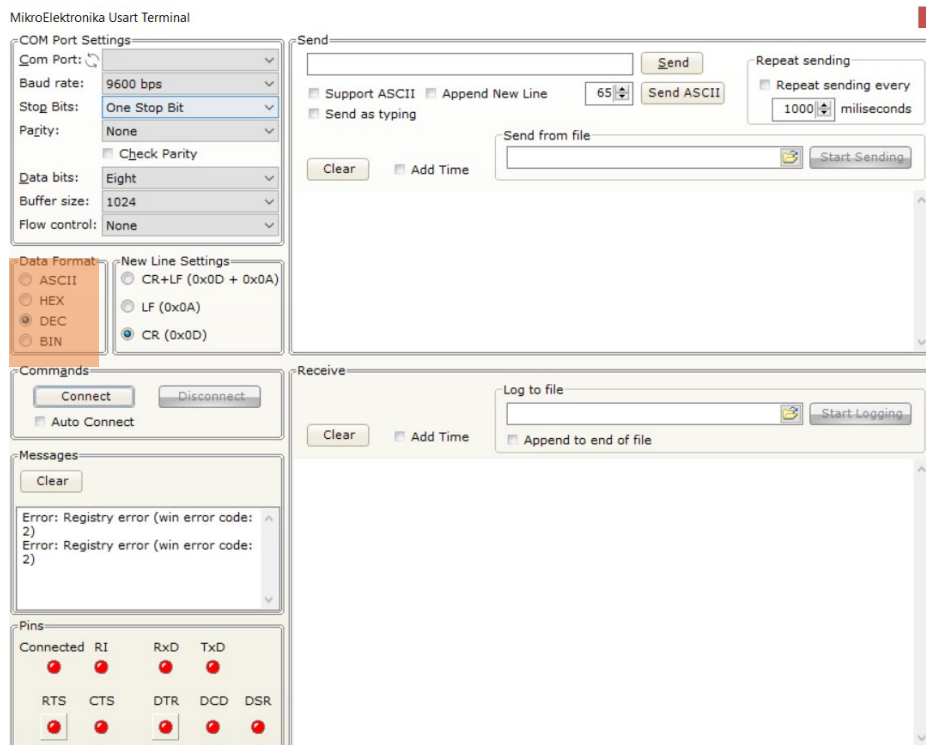 MikroElektronika Usart Terminal
COM Port Settings
Com Port:
Baud rate: 9600 bps
Stop Bits: One Stop Bit
Parity: None
Check Parity
Data bits: Eight
Buffer size: 1024
Flow control: None
Data Format
ASCII
HEX
DEC
BIN
New Line Settings
CR+LF (0x0D + 0x0A)
LF (0x0A)
CR (0x0D)
Commands
Connect Disconnect
Auto Connect
Messages
Clear
Error: Registry error (win error code:
2)
Error: Registry error (win error code:
2)
Pins
Connected RI RxD TxD
RTS CTS DTR DCD DSR
Send
Send
Support ASCII Append New Line 65 Send ASCII
Send as typing
Repeat sending
Repeat sending every
1000 miliseconds
Send from file
Start Sending
Clear Add Time
Receive
Log to file
Start Logging
Append to end of file
Clear Add Time